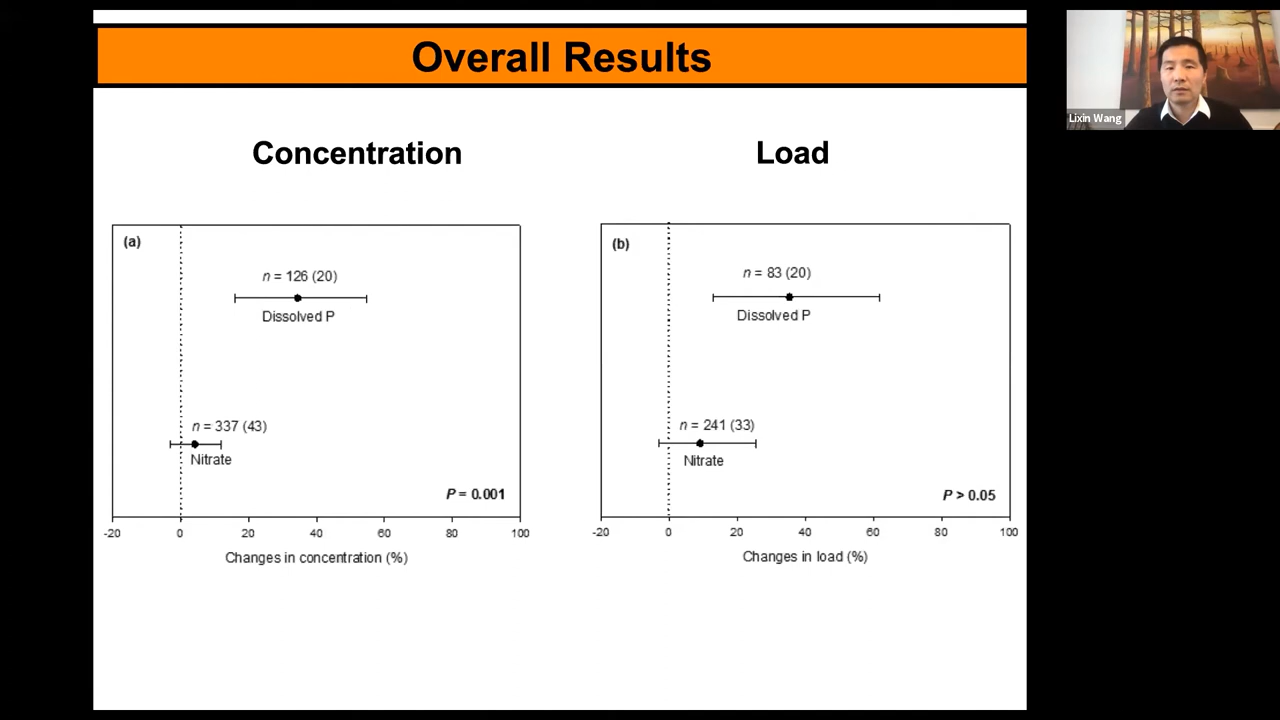 Overall Results
Lixin Wang
Concentration
Load
(a)
n = 126 (20)
Dissolved P
n = 337 (43)
Nitrate
P = 0.001
-20 0 20 40 60 80 100
Changes in concentration (%)
(b)
n = 83 (20)
Dissolved P
n = 241 (33)
Nitrate
P > 0.05
-20 0 20 40 60 80 100
Changes in load (%)